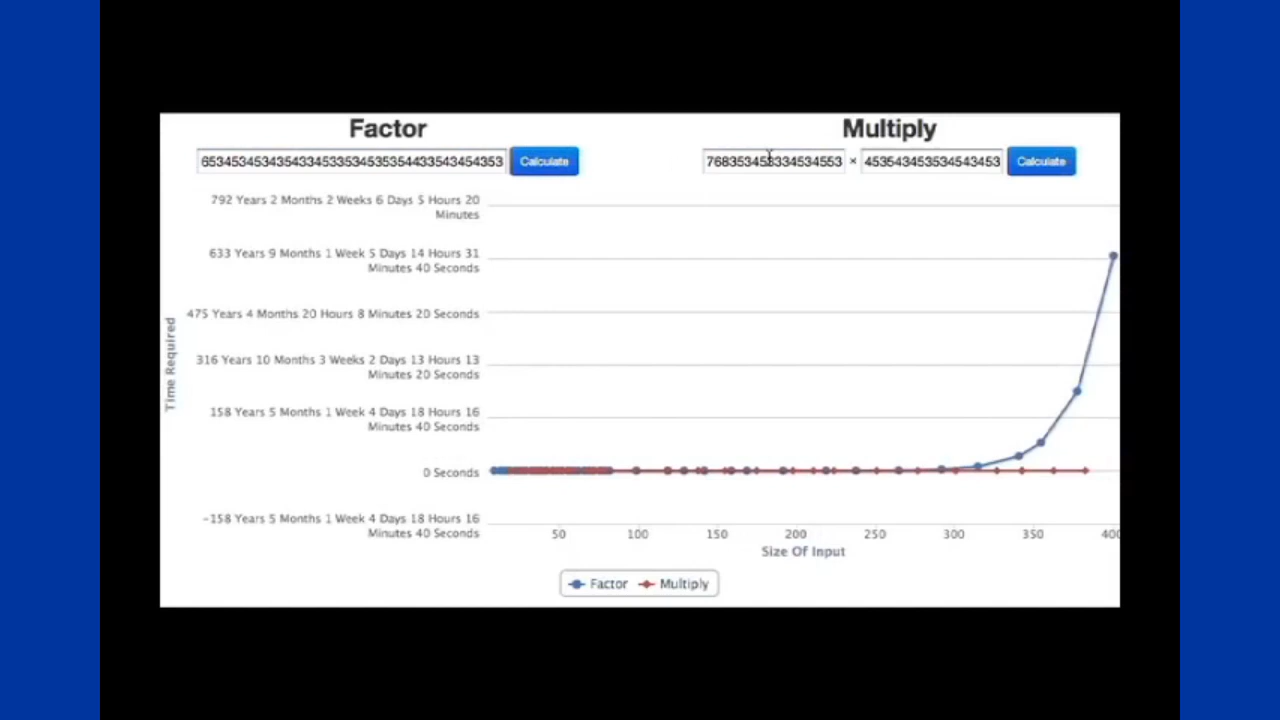 Factor
Multiply
653453453435433453353453535443354345 4353 Calculate
768353453334534553 × 453543453534543453 Calculate
792 Years 2 Months 2 Weeks 6 Days 5 Hours 20
Minutes
633 Years 9 Months 1 Week 5 Days 14 Hours 31
Minutes 40 Seconds
475 Years 4 Months 20 Hours 8 Minutes 20 Seconds
316 Years 10 Months 3 Weeks 2 Days 13 Hours 13
Minutes 20 Seconds
158 Years 5 Months 1 Week 4 Days 18 Hours 16
Minutes 40 Seconds
0 Seconds
-158 Years 5 Months 1 Week 4 Days 18 Hours 16
Minutes 40 Seconds
Time Required
50 100 150 200 250 300 350 400
Size Of Input
Factor Multiply